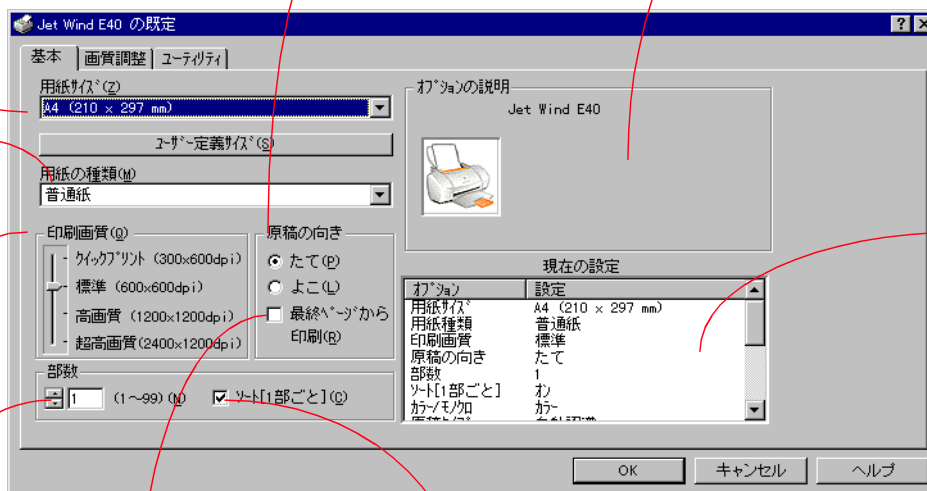 Jet Wind E40 の既定
基本 画質調整 ユーティリティ
用紙サイズ(Z)
A4 (210 x 297 mm)
ユーザー定義サイズ(S)
用紙の種類(M)
普通紙
印刷画質(Q)
クイックプリント (300x600dpi)
標準 (600x600dpi)
高画質 (1200x1200dpi)
超高画質(2400x1200dpi)
原稿の向き
たて(P)
よこ(L)
最終ページから
印刷(R)
部数
1 (1～99)(N) ソート[1部ごと](C)
オプションの説明
Jet Wind E40
現在の設定
オプション 設定
用紙サイズ A4 (210 x 297 mm)
用紙種類 普通紙
印刷画質 標準
原稿の向き たて
部数 1
ソート[1部ごと] オン
カラー/モノクロ カラー
OK キャンセル ヘルプ